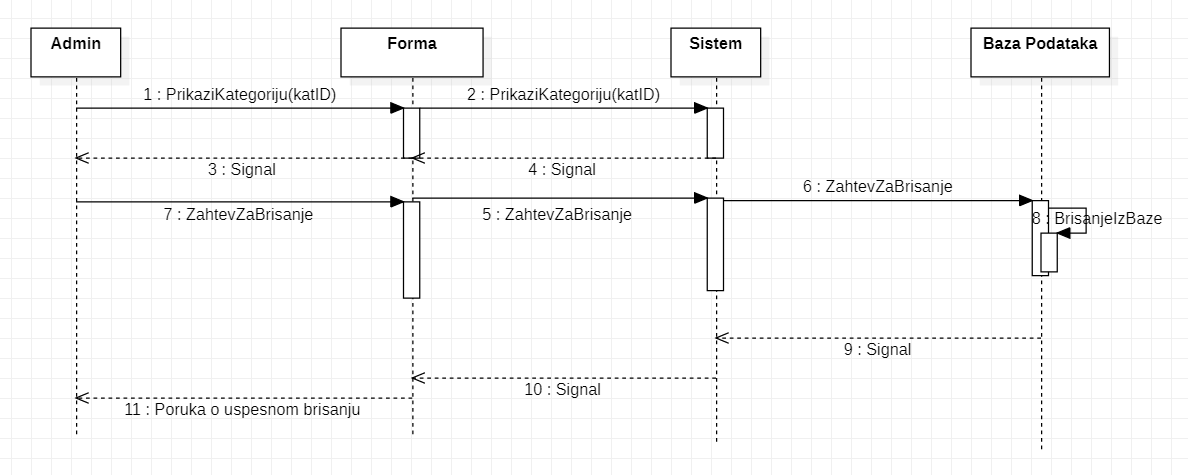 Admin
Forma
Sistem
Baza Podataka
1 : PrikaziKategoriju(katID)
2 : PrikaziKategoriju(katID)
3 : Signal
4 : Signal
6 : ZahtevZaBrisanje
7 : ZahtevZaBrisanje
5 : ZahtevZaBrisanje
8 : BrisanjeIzBaze
9 : Signal
10 : Signal
11 : Poruka o uspesnom brisanju